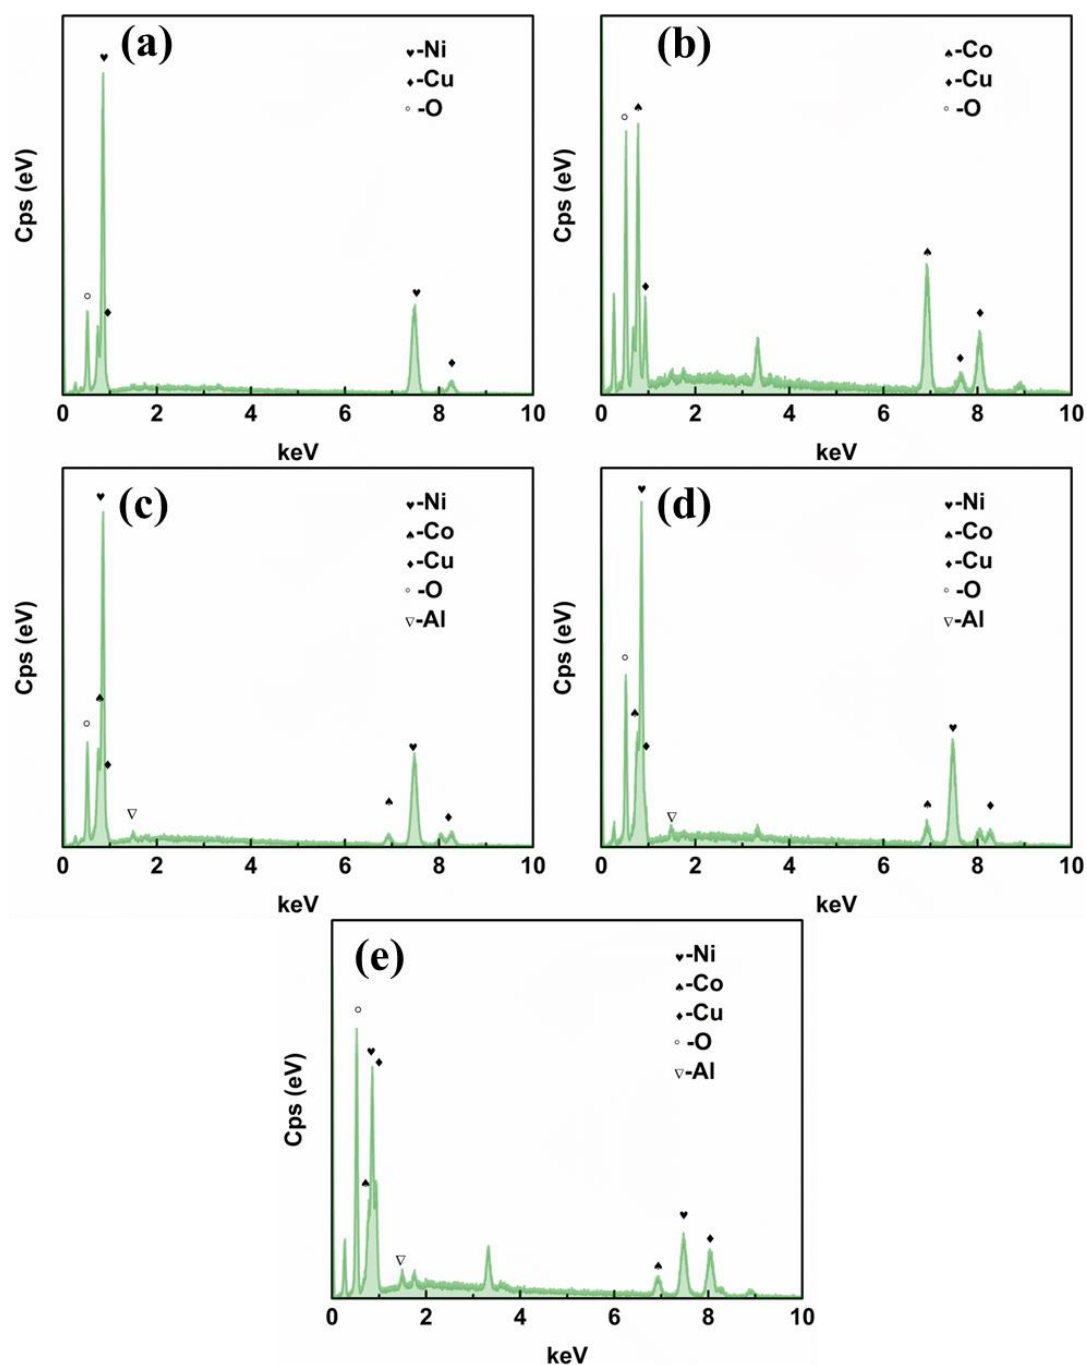 (a)
♥-Ni
♦-Cu
○-O
Cps (eV)
0 2 4 6 8 10
keV
(b)
♠-Co
♦-Cu
○-O
Cps (eV)
0 2 4 6 8 10
keV
(c)
♥-Ni
♠-Co
♦-Cu
○-O
▽-Al
Cps (eV)
0 2 4 6 8 10
keV
(d)
♥-Ni
♠-Co
♦-Cu
○-O
▽-Al
Cps (eV)
0 2 4 6 8 10
keV
(e)
♥-Ni
♠-Co
♦-Cu
○-O
▽-Al
Cps (eV)
0 2 4 6 8 10
keV